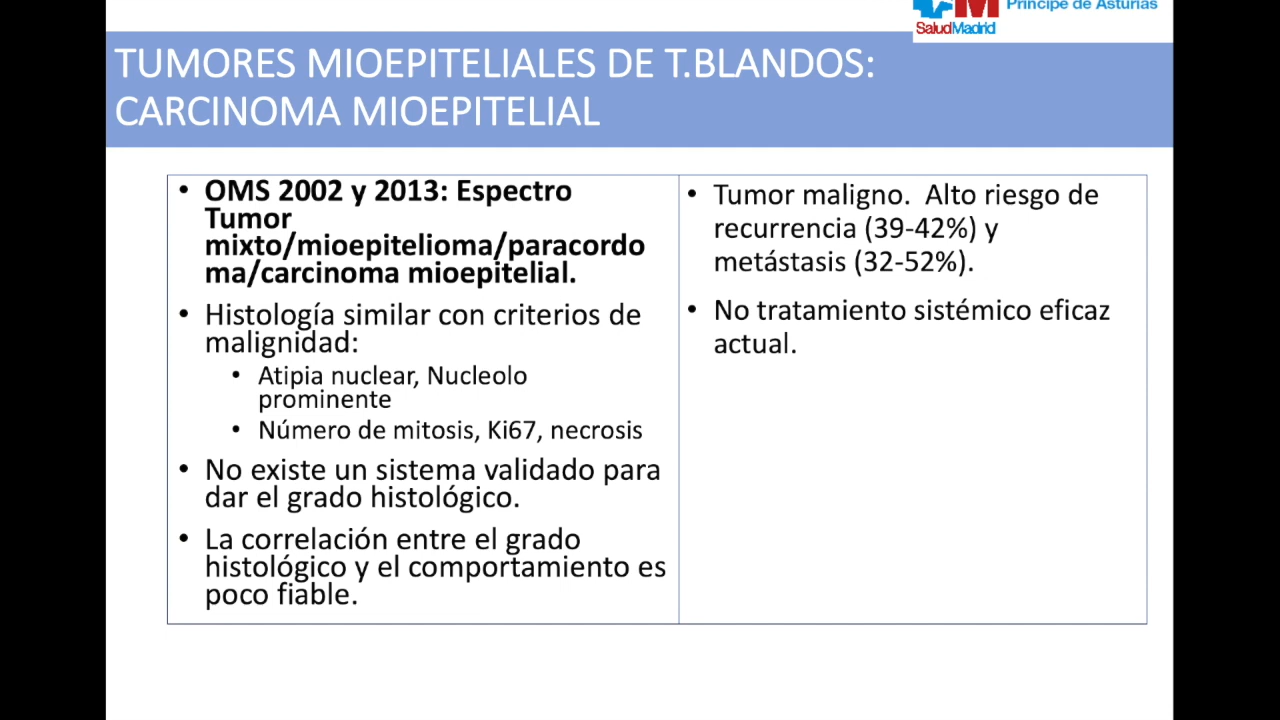 Príncipe de Asturias
SaludMadrid
TUMORES MIOEPITELIALES DE T.BLANDOS:
CARCINOMA MIOEPITELIAL
• OMS 2002 y 2013: Espectro
Tumor
mixto/mioepitelioma/paracordo
ma/carcinoma mioepitelial.
• Histología similar con criterios de
malignidad:
• Atipia nuclear, Nucleolo
prominente
• Número de mitosis, Ki67, necrosis
• No existe un sistema validado para
dar el grado histológico.
• La correlación entre el grado
histológico y el comportamiento es
poco fiable.
• Tumor maligno.  Alto riesgo de
recurrencia (39-42%) y
metástasis (32-52%).
• No tratamiento sistémico eficaz
actual.